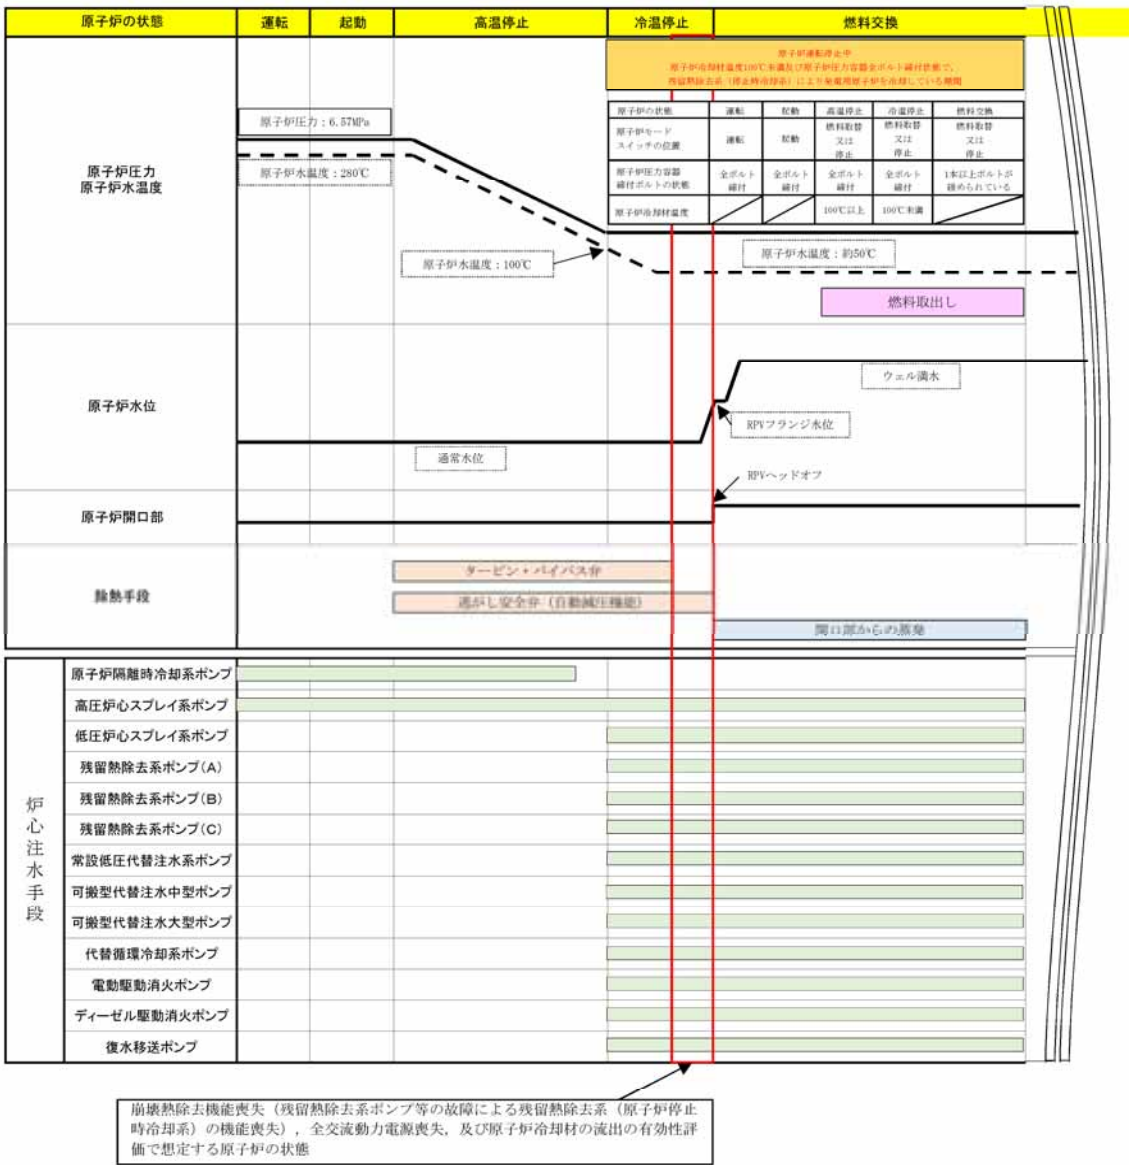 原子炉の状態 運転 起動 高温停止 冷温停止 燃料交換
原子炉運転停止中
原子炉冷却材温度100℃未満及び原子炉圧力容器全ボルト締付状態で、
残留熱除去系（停止時冷却系）により発電用原子炉を冷却している期間
原子炉の状態 運転 起動 高温停止 冷温停止 燃料交換
原子炉モード
スイッチの位置
運転 起動
燃料取替
又は
停止
燃料取替
又は
停止
燃料取替
又は
停止
原子炉圧力容器
締付ボルトの状態
全ボルト
締付
全ボルト
締付
全ボルト
締付
全ボルト
締付
1本以上ボルトが
緩められている
原子炉冷却材温度 100℃以上 100℃未満
原子炉圧力
原子炉水温度
原子炉圧力：6.57MPa
原子炉水温度：280℃
原子炉水温度：100℃
原子炉水温度：約50℃
燃料取出し
原子炉水位
ウェル満水
RPVフランジ水位
通常水位
RPVヘッドオフ
原子炉開口部
除熱手段
タービン・バイパス弁
逃がし安全弁（自動減圧機能）
開口部からの蒸発
炉心注水手段
原子炉隔離時冷却系ポンプ
高圧炉心スプレイ系ポンプ
低圧炉心スプレイ系ポンプ
残留熱除去系ポンプ(A)
残留熱除去系ポンプ(B)
残留熱除去系ポンプ(C)
常設低圧代替注水系ポンプ
可搬型代替注水中型ポンプ
可搬型代替注水大型ポンプ
代替循環冷却系ポンプ
電動駆動消火ポンプ
ディーゼル駆動消火ポンプ
復水移送ポンプ
崩壊熱除去機能喪失（残留熱除去系ポンプ等の故障による残留熱除去系（原子炉停止
時冷却系）の機能喪失），全交流動力電源喪失，及び原子炉冷却材の流出の有効性評
価で想定する原子炉の状態